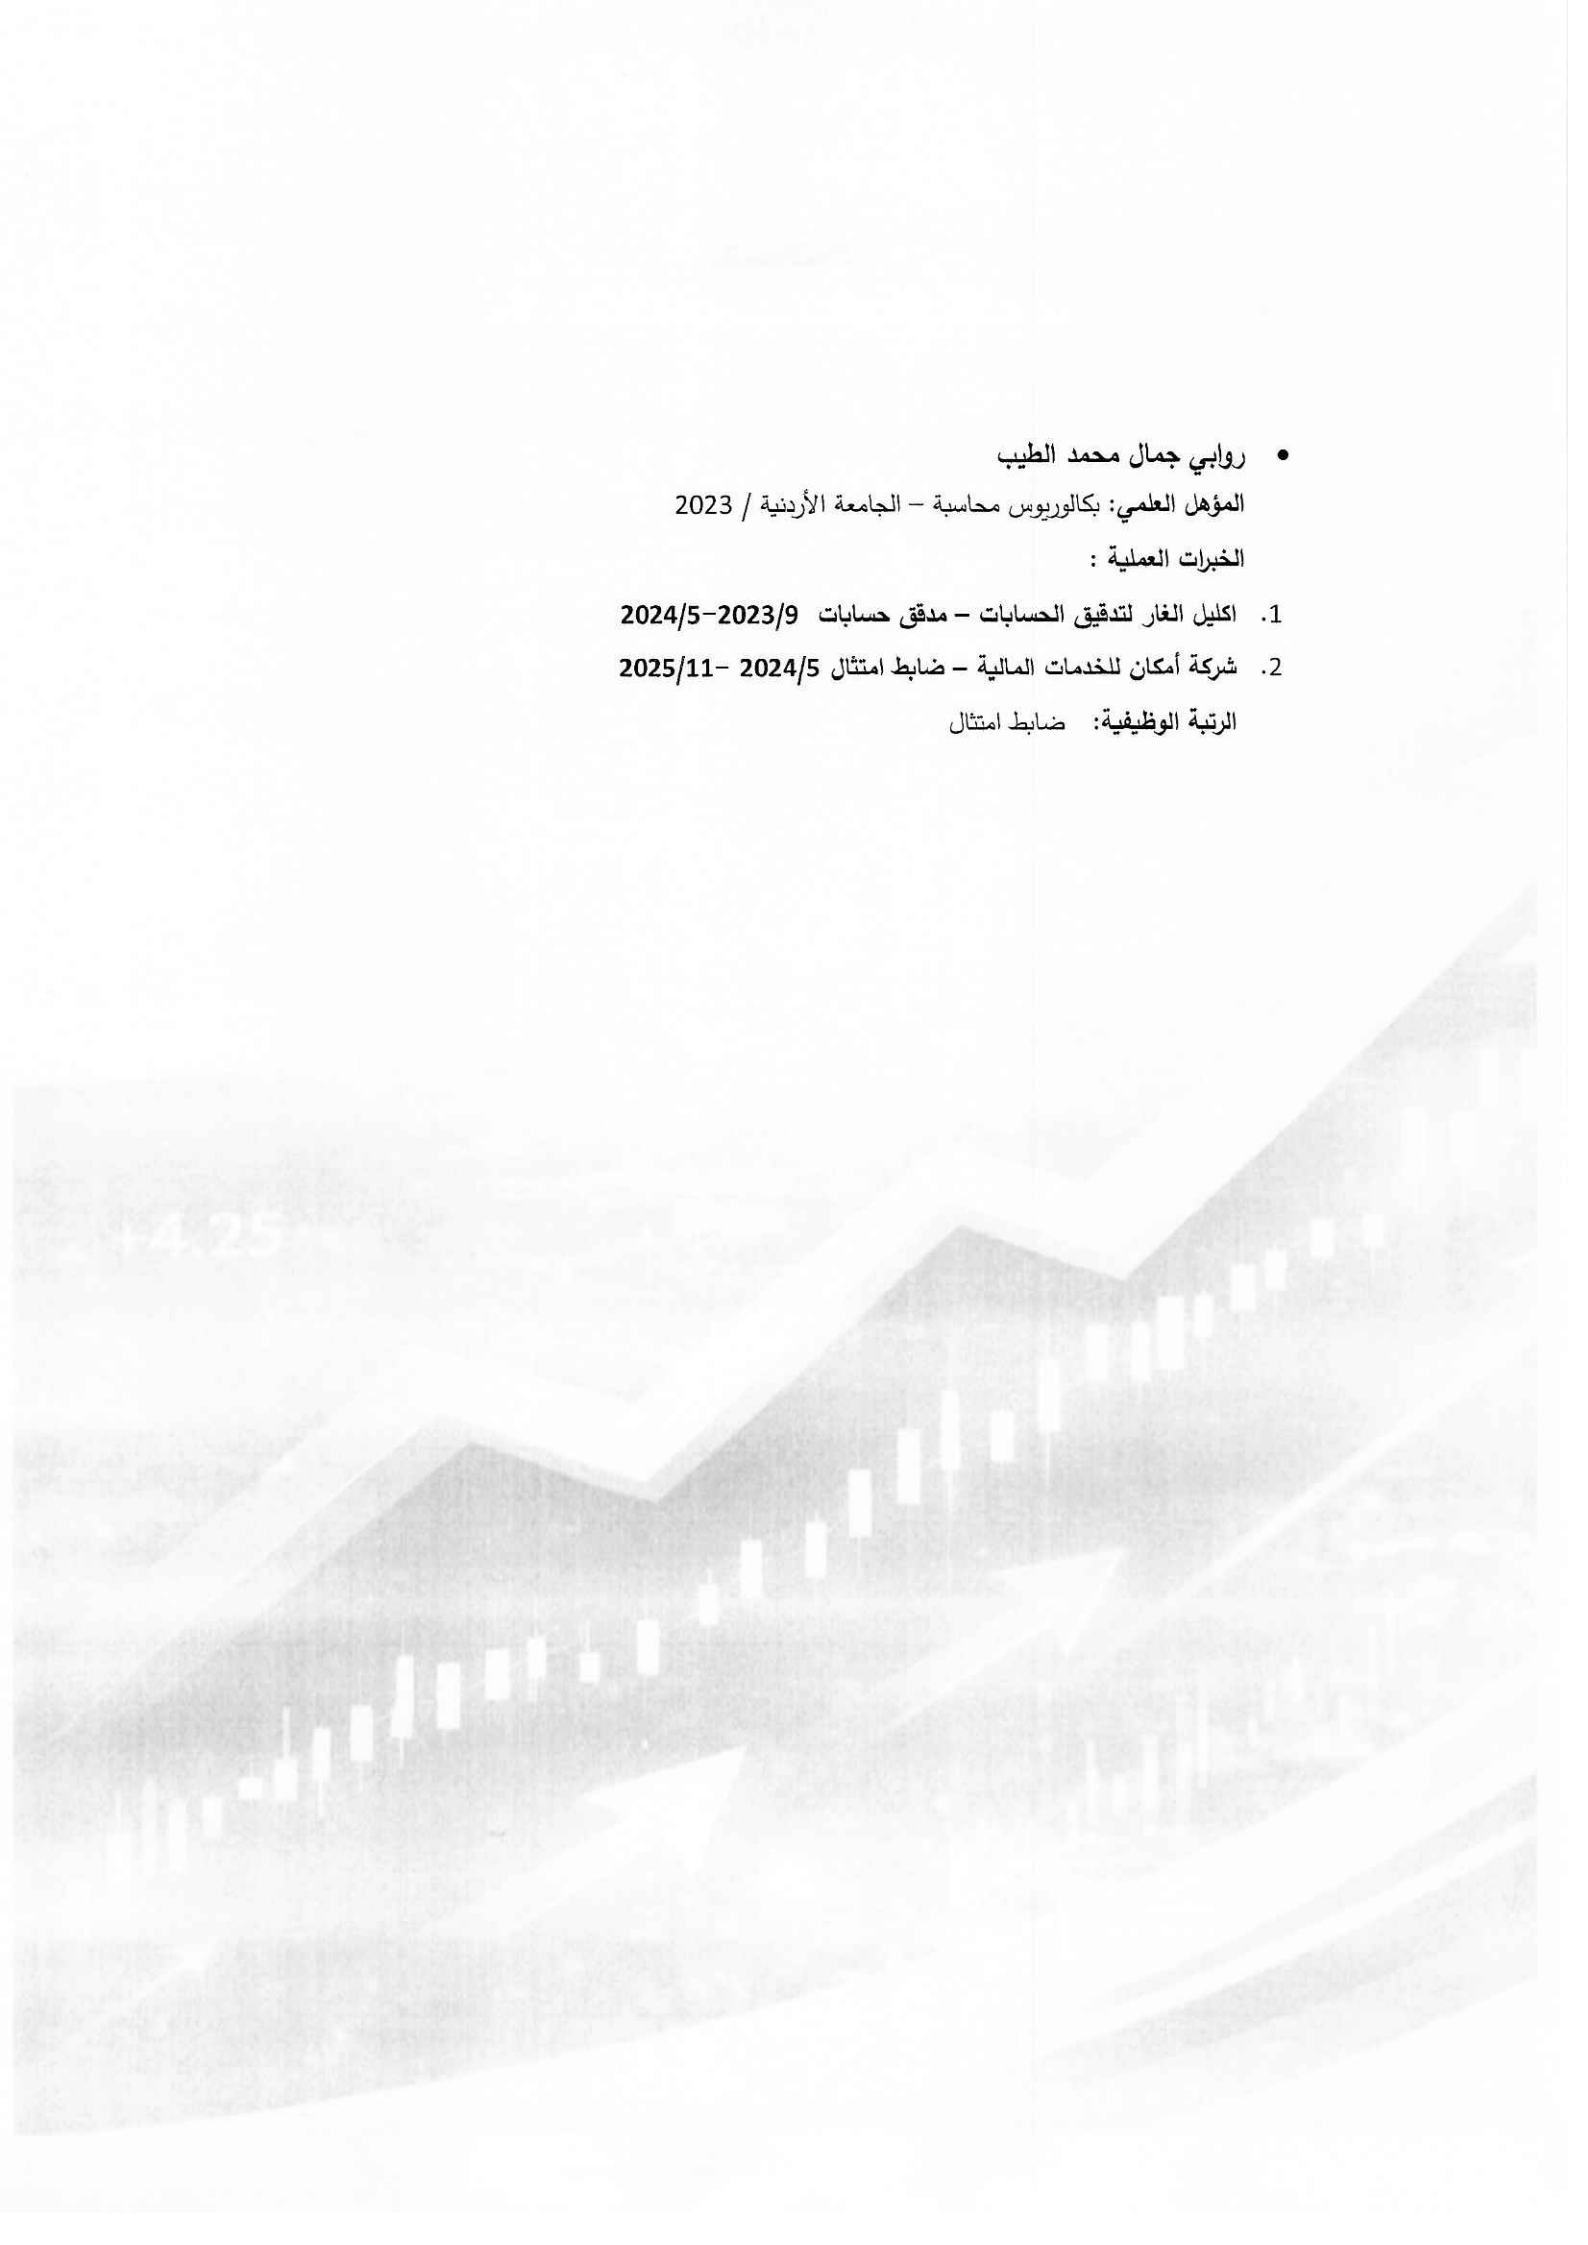 • روابي جمال محمد الطيب
المؤهل العلمي: بكالوريوس محاسبة – الجامعة الأردنية / 2023
الخبرات العملية :
1. اكليل الغار لتدقيق الحسابات – مدقق حسابات 2023/9–2024/5
2. شركة أمكان للخدمات المالية – ضابط امتثال 2024/5 –2025/11
الرتبة الوظيفية: ضابط امتثال
+4.25